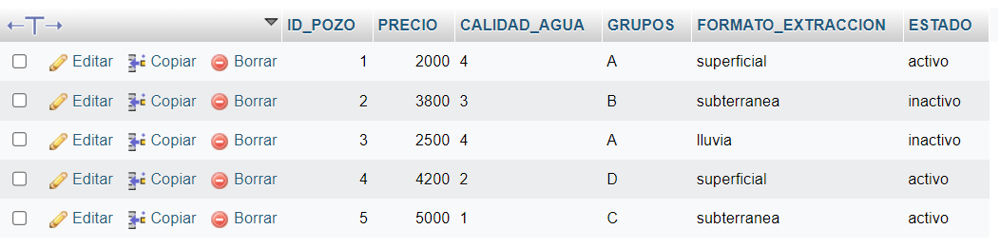 ID_POZO PRECIO CALIDAD_AGUA GRUPOS FORMATO_EXTRACCION ESTADO
Editar Copiar Borrar 1 2000 4 A superficial activo
Editar Copiar Borrar 2 3800 3 B subterranea inactivo
Editar Copiar Borrar 3 2500 4 A lluvia inactivo
Editar Copiar Borrar 4 4200 2 D superficial activo
Editar Copiar Borrar 5 5000 1 C subterranea activo